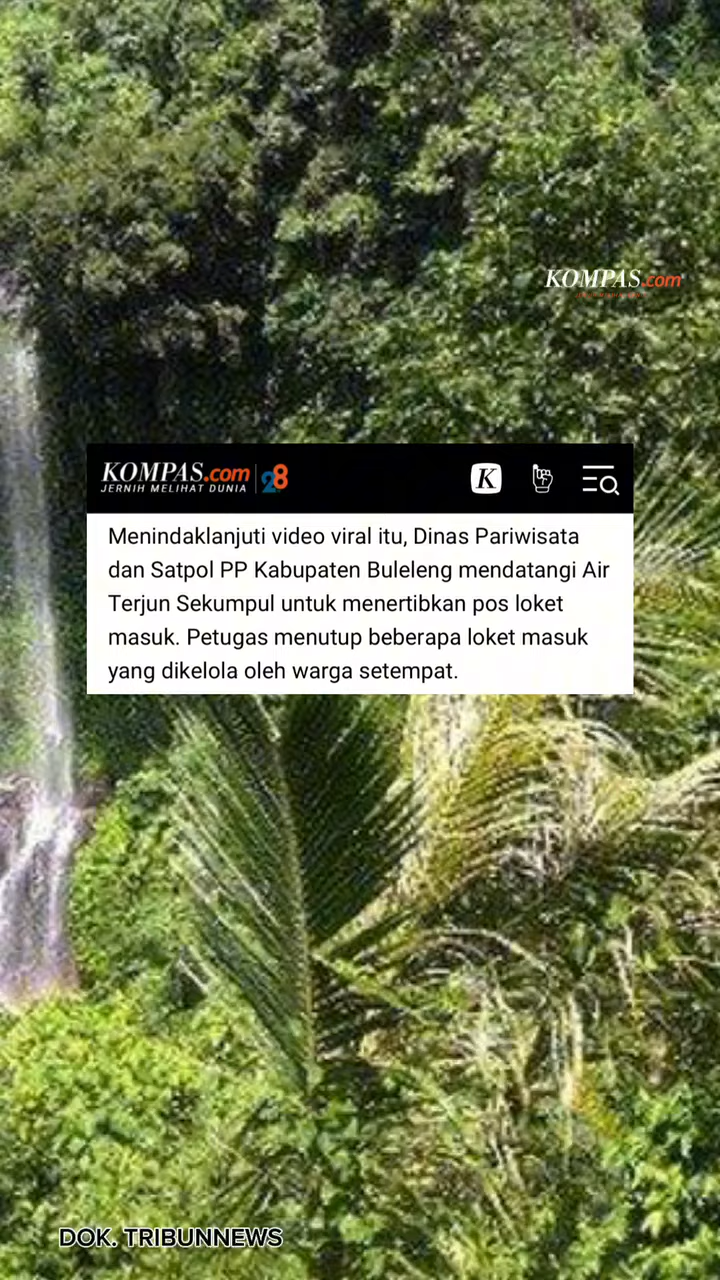 KOMPAS.com
KOMPAS.com | 28
JERNIH MELIHAT DUNIA
K
Menindaklanjuti video viral itu, Dinas Pariwisata
dan Satpol PP Kabupaten Buleleng mendatangi Air
Terjun Sekumpul untuk menertibkan pos loket
masuk. Petugas menutup beberapa loket masuk
yang dikelola oleh warga setempat.
DOK. TRIBUNNEWS